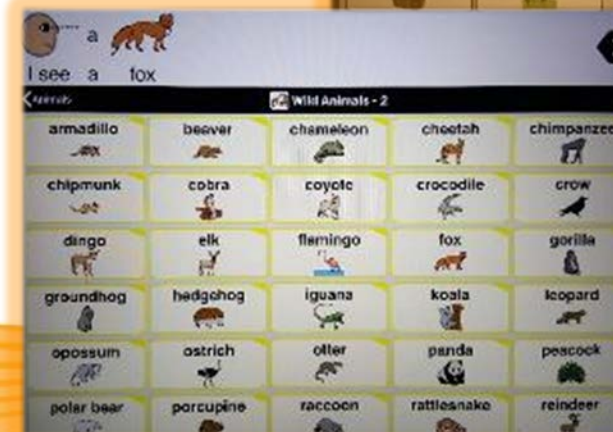 a
I see a fox
Animals
Wild Animals - 2
armadillo beaver chameleon cheetah chimpanzee
chipmunk cobra coyote crocodile crow
dingo elk flamingo fox gorilla
groundhog hedgehog iguana koala leopard
opossum ostrich otter panda peacock
polar bear porcupine raccoon rattlesnake reindeer